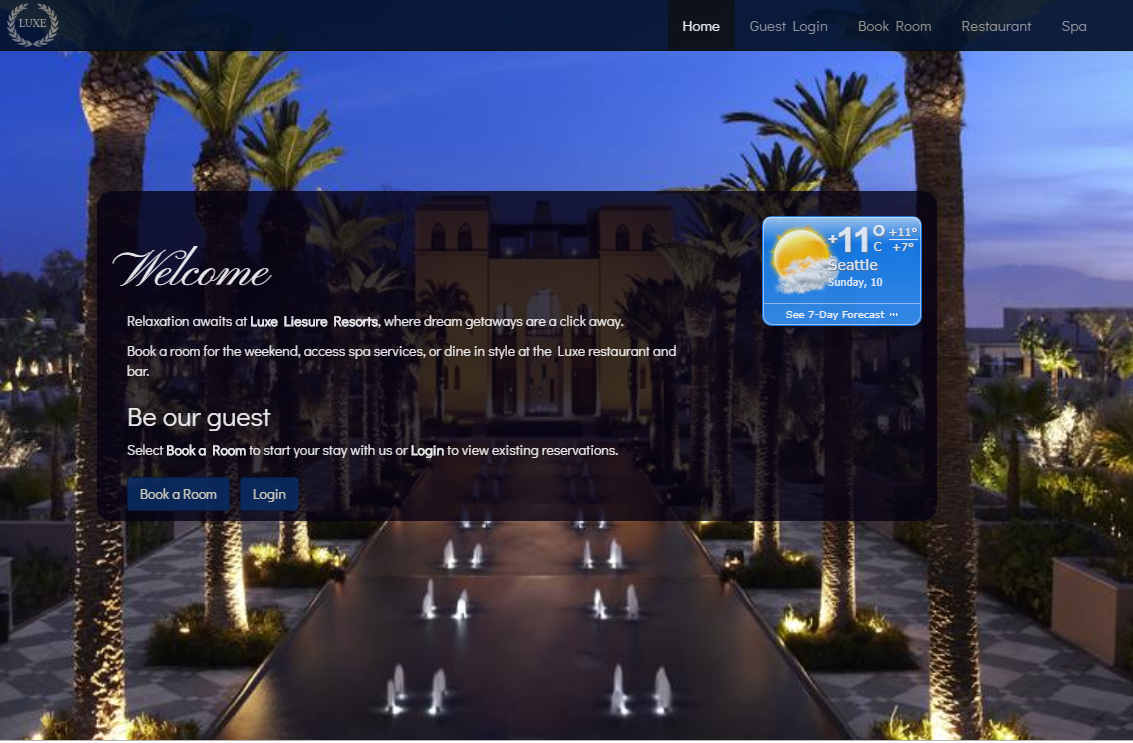 LUXE
Home Guest Login Book Room Restaurant Spa
+11° C +11° +7°
Seattle
Sunday, 10
See 7-Day Forecast
Welcome
Relaxation awaits at Luxe Liesure Resorts, where dream getaways are a click away.
Book a room for the weekend, access spa services, or dine in style at the Luxe restaurant and
bar.
Be our guest
Select Book a Room to start your stay with us or Login to view existing reservations.
Book a Room Login